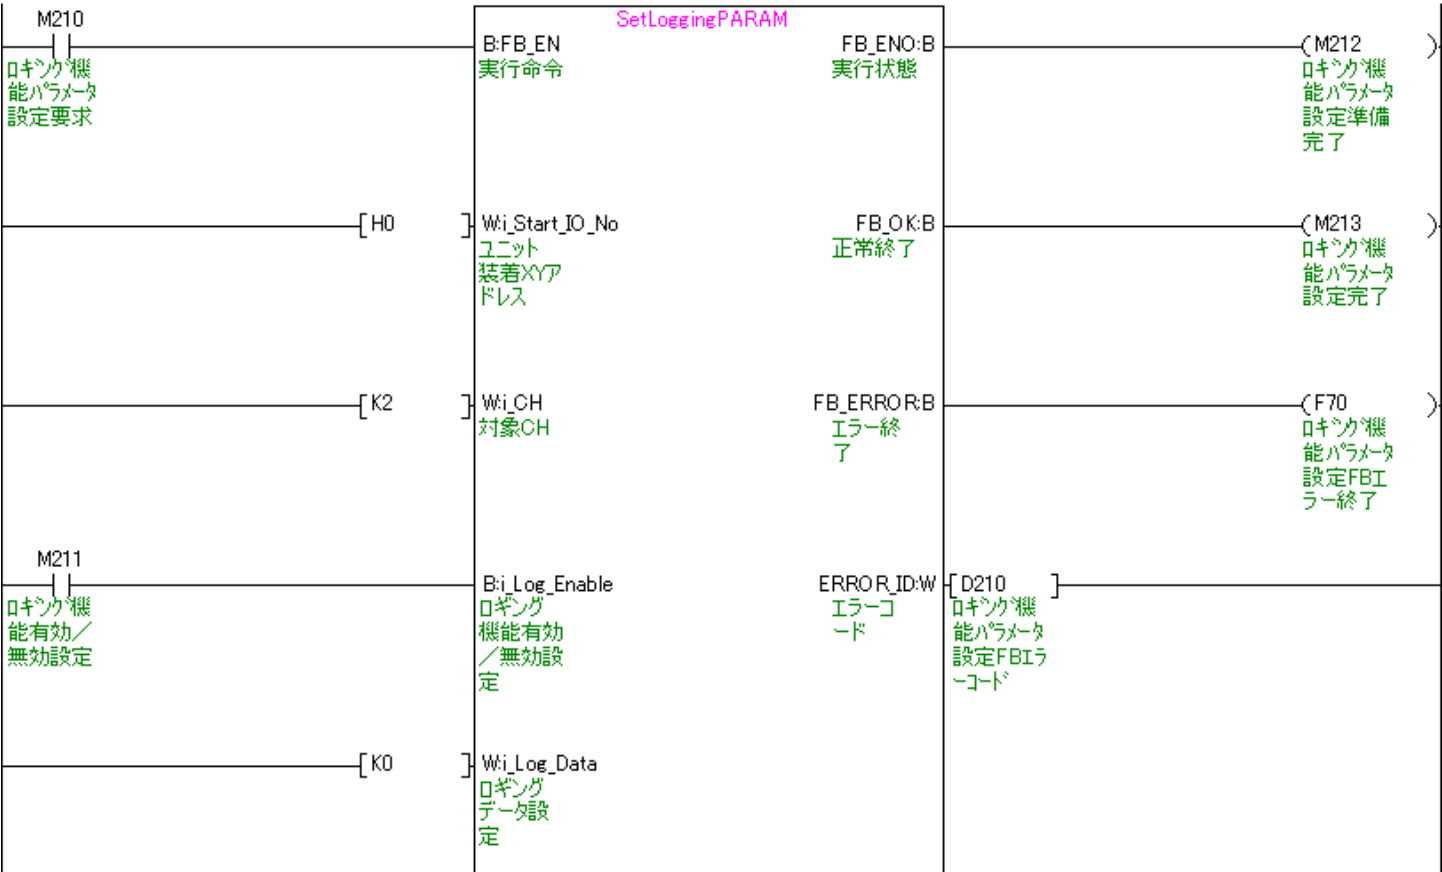 SetLoggingPARAM
M210
B:FB_EN
FB_ENO:B
M212
ロギング機
能パラメータ
設定要求
実行命令
実行状態
ロギング機
能パラメータ
設定準備
完了
H0
W:i_Start_IO_No
FB_OK:B
M213
ユニット
装着XYア
ドレス
正常終了
ロギング機
能パラメータ
設定完了
K2
W:i_CH
FB_ERROR:B
F70
対象CH
エラー終
了
ロギング機
能パラメータ
設定FBエ
ラー終了
M211
B:i_Log_Enable
ERROR_ID:W
D210
ロギング機
能有効/
無効設定
ロギング
機能有効
/無効設
定
エラーコ
ード
ロギング機
能パラメータ
設定FBエラ
ーコード
K0
W:i_Log_Data
ロギング
データ設
定